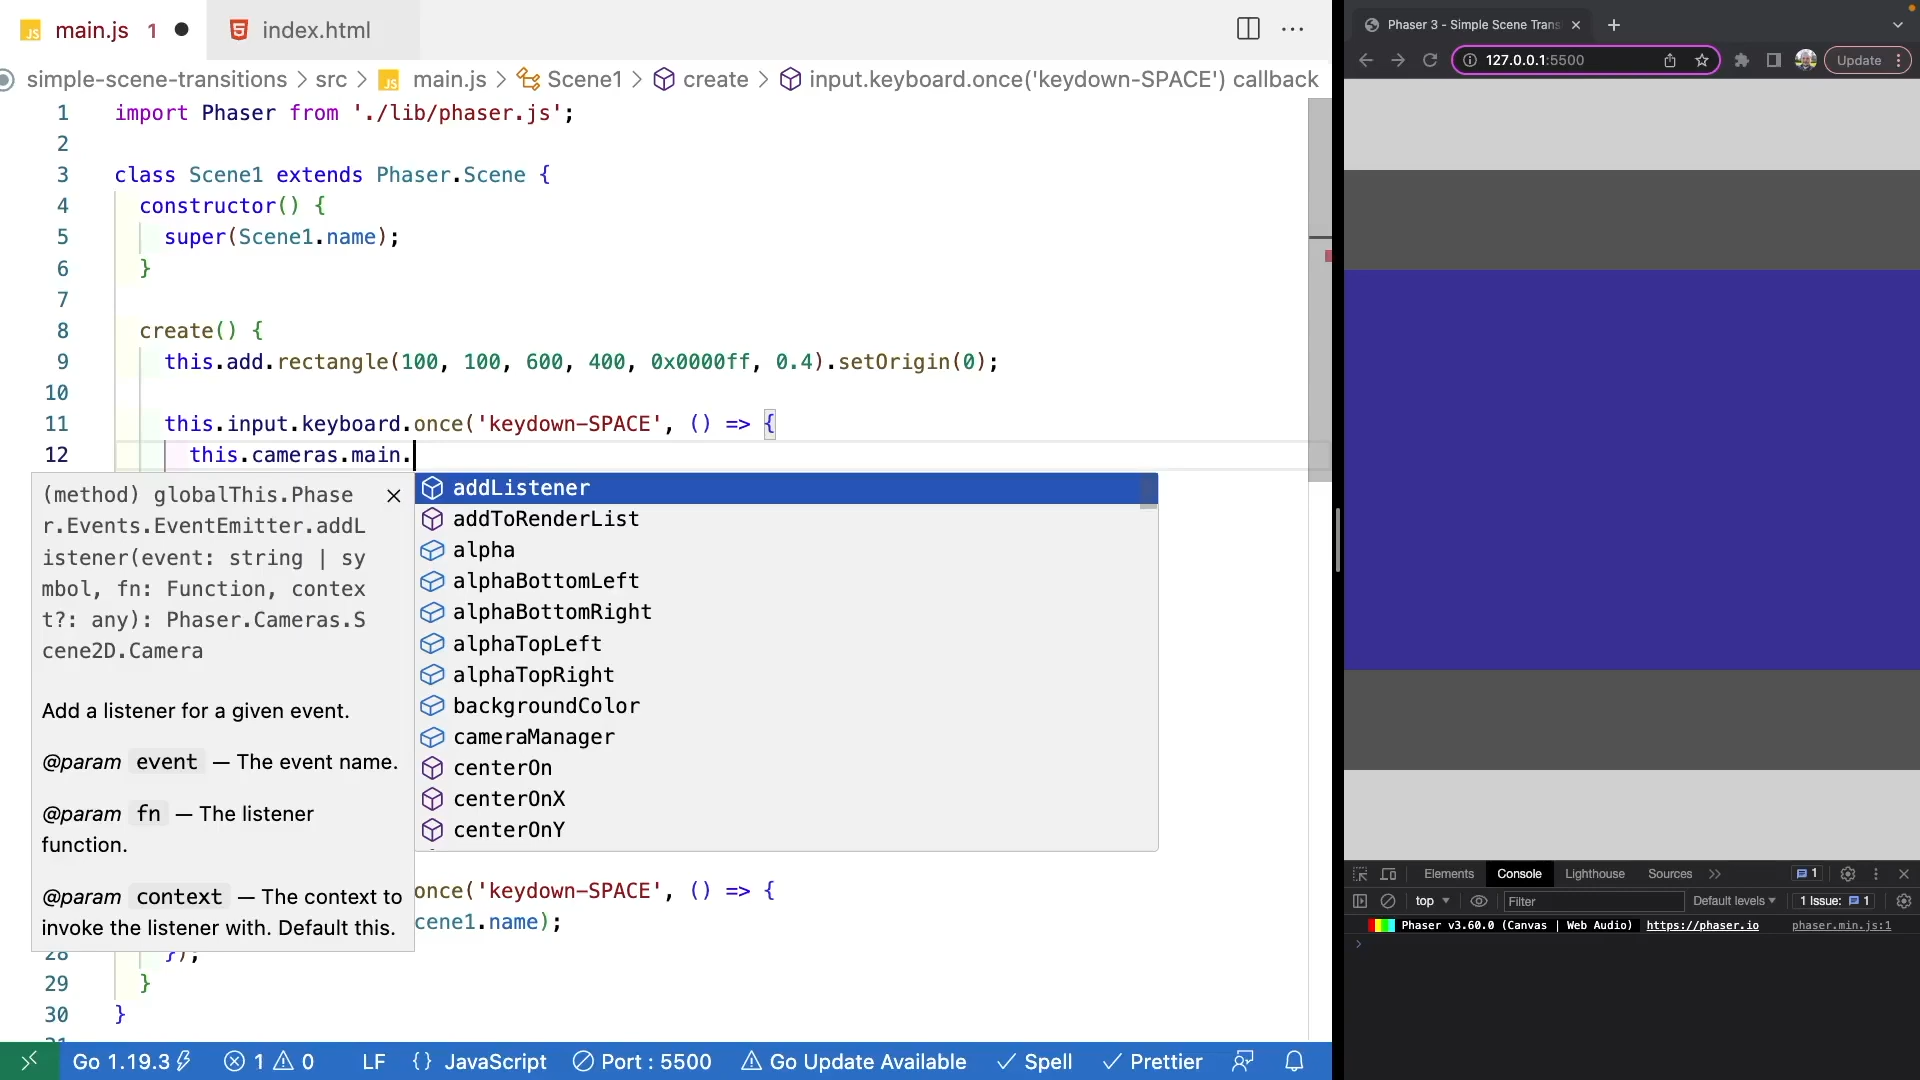 main.js 1
index.html
simple-scene-transitions > src > main.js > Scene1 > create > input.keyboard.once('keydown-SPACE') callback
1 import Phaser from './lib/phaser.js';
2
3 class Scene1 extends Phaser.Scene {
4 constructor() {
5 super(Scene1.name);
6 }
7
8 create() {
9 this.add.rectangle(100, 100, 600, 400, 0x0000ff, 0.4).setOrigin(0);
10
11 this.input.keyboard.once('keydown-SPACE', () => {
12 this.cameras.main.
(method) globalThis.Phase
r.Events.EventEmitter.addL
istener(event: string | sy
mbol, fn: Function, contex
t?: any): Phaser.Cameras.S
cene2D.Camera
Add a listener for a given event.
@param event — The event name.
@param fn — The listener
function.
@param context — The context to
invoke the listener with. Default this.
addListener
addToRenderList
alpha
alphaBottomLeft
alphaBottomRight
alphaTopLeft
alphaTopRight
backgroundColor
cameraManager
centerOn
centerOnX
centerOnY
once('keydown-SPACE', () => {
cene1.name);
28 });
29 }
30 }
Go 1.19.3 1 0 LF {} JavaScript Port : 5500 Go Update Available Spell Prettier
Phaser 3 - Simple Scene Trans
127.0.0.1:5500
Update
Elements Console Lighthouse Sources 1
top Filter Default levels 1 Issue: 1
Phaser v3.60.0 (Canvas | Web Audio) https://phaser.io phaser.min.js:1